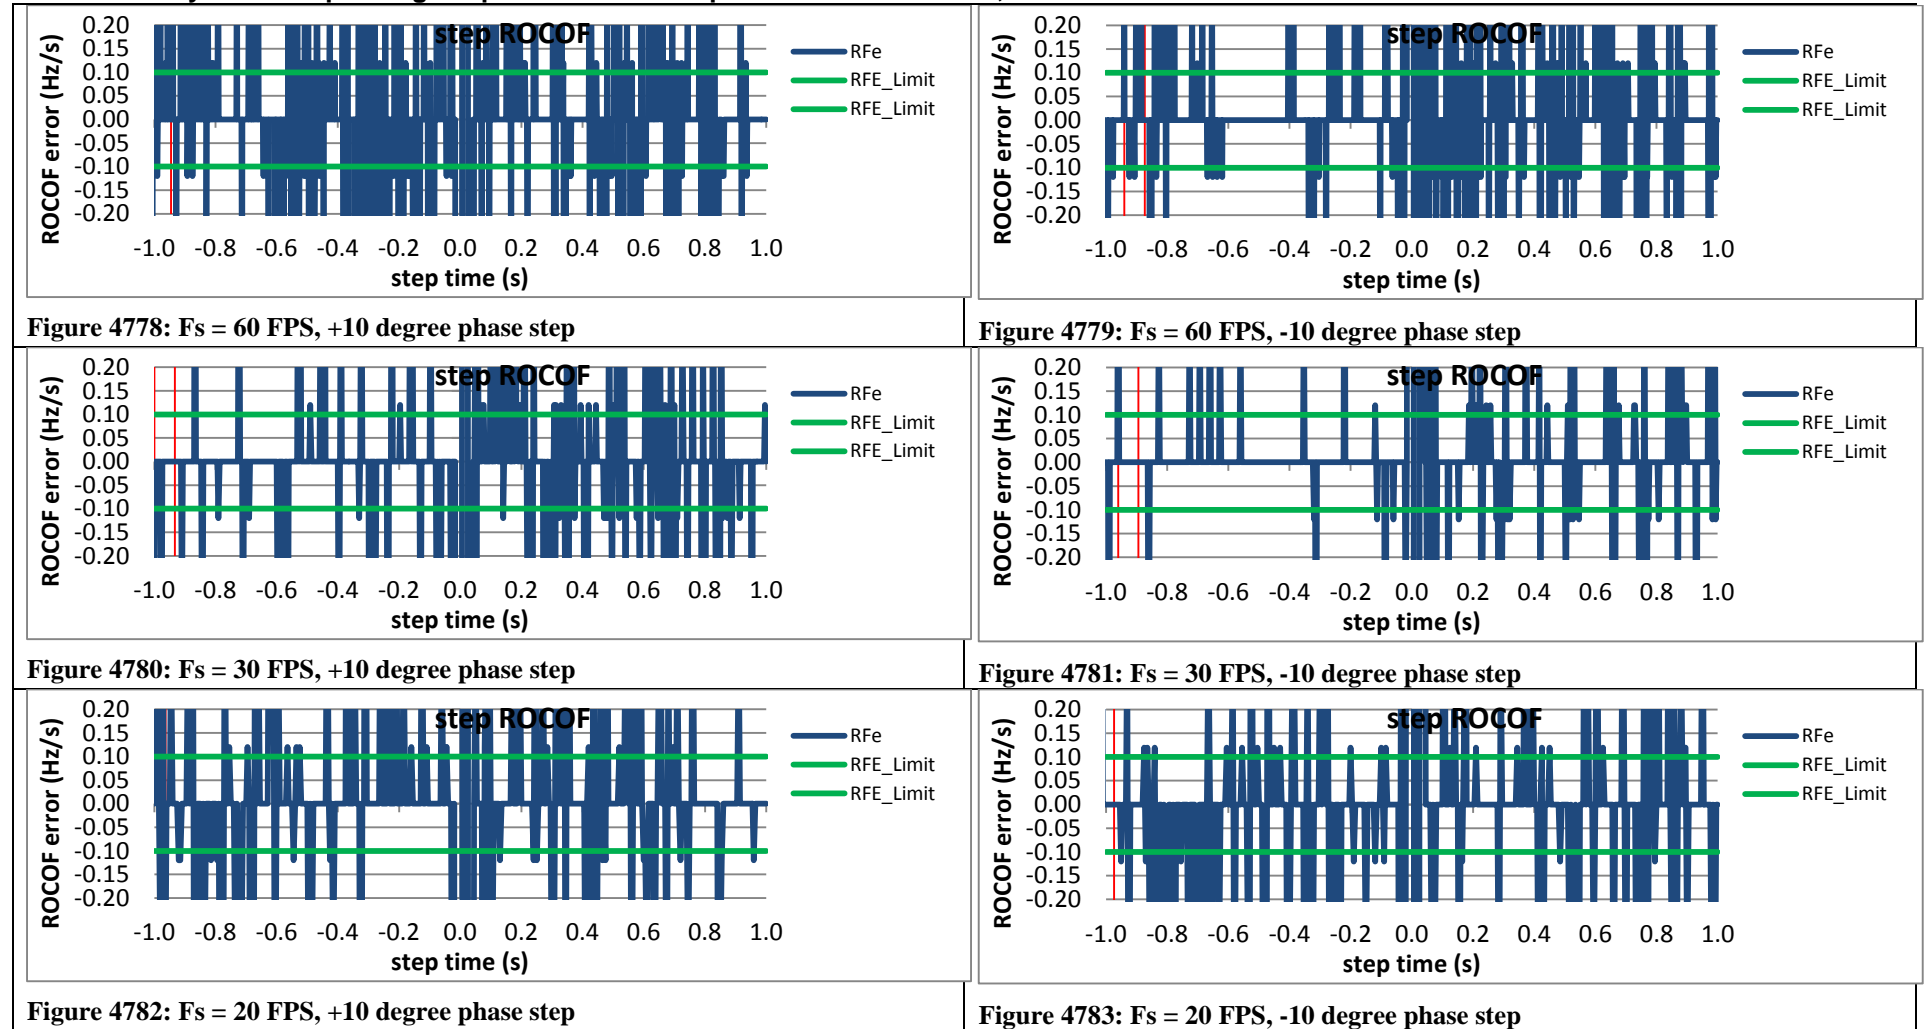 step ROCOF
0.20
0.15
0.10
0.05
0.00
-0.05
-0.10
-0.15
-0.20
ROCOF error (Hz/s)
-1.0 -0.8 -0.6 -0.4 -0.2 0.0 0.2 0.4 0.6 0.8 1.0
step time (s)
RFe
RFE_Limit
RFE_Limit
Figure 4778: Fs = 60 FPS, +10 degree phase step
step ROCOF
0.20
0.15
0.10
0.05
0.00
-0.05
-0.10
-0.15
-0.20
ROCOF error (Hz/s)
-1.0 -0.8 -0.6 -0.4 -0.2 0.0 0.2 0.4 0.6 0.8 1.0
step time (s)
RFe
RFE_Limit
RFE_Limit
Figure 4779: Fs = 60 FPS, -10 degree phase step
step ROCOF
0.20
0.15
0.10
0.05
0.00
-0.05
-0.10
-0.15
-0.20
ROCOF error (Hz/s)
-1.0 -0.8 -0.6 -0.4 -0.2 0.0 0.2 0.4 0.6 0.8 1.0
step time (s)
RFe
RFE_Limit
RFE_Limit
Figure 4780: Fs = 30 FPS, +10 degree phase step
step ROCOF
0.20
0.15
0.10
0.05
0.00
-0.05
-0.10
-0.15
-0.20
ROCOF error (Hz/s)
-1.0 -0.8 -0.6 -0.4 -0.2 0.0 0.2 0.4 0.6 0.8 1.0
step time (s)
RFe
RFE_Limit
RFE_Limit
Figure 4781: Fs = 30 FPS, -10 degree phase step
step ROCOF
0.20
0.15
0.10
0.05
0.00
-0.05
-0.10
-0.15
-0.20
ROCOF error (Hz/s)
-1.0 -0.8 -0.6 -0.4 -0.2 0.0 0.2 0.4 0.6 0.8 1.0
step time (s)
RFe
RFE_Limit
RFE_Limit
Figure 4782: Fs = 20 FPS, +10 degree phase step
step ROCOF
0.20
0.15
0.10
0.05
0.00
-0.05
-0.10
-0.15
-0.20
ROCOF error (Hz/s)
-1.0 -0.8 -0.6 -0.4 -0.2 0.0 0.2 0.4 0.6 0.8 1.0
step time (s)
RFe
RFE_Limit
RFE_Limit
Figure 4783: Fs = 20 FPS, -10 degree phase step